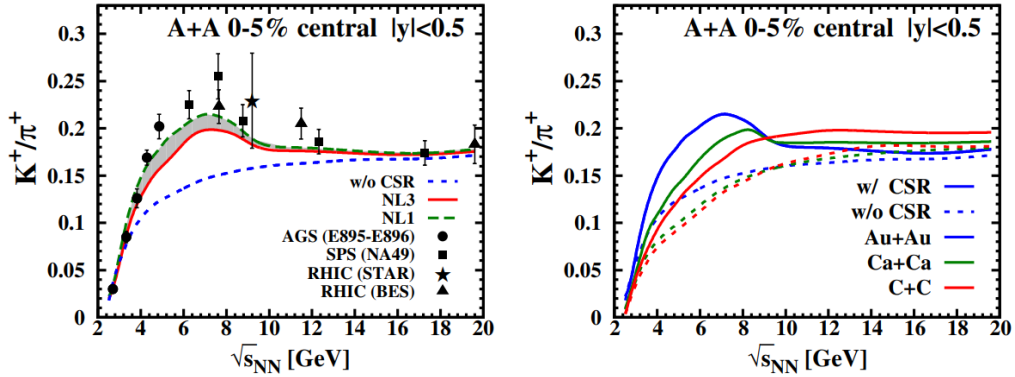 A+A 0-5% central |y|<0.5
K⁺/π⁺
0.3
0.25
0.2
0.15
0.1
0.05
0
w/o CSR
NL3
NL1
AGS (E895-E896)
SPS (NA49)
RHIC (STAR)
RHIC (BES)
2 4 6 8 10 12 14 16 18 20
√sNN [GeV]
A+A 0-5% central |y|<0.5
K⁺/π⁺
0.3
0.25
0.2
0.15
0.1
0.05
0
w/ CSR
w/o CSR
Au+Au
Ca+Ca
C+C
2 4 6 8 10 12 14 16 18 20
√sNN [GeV]